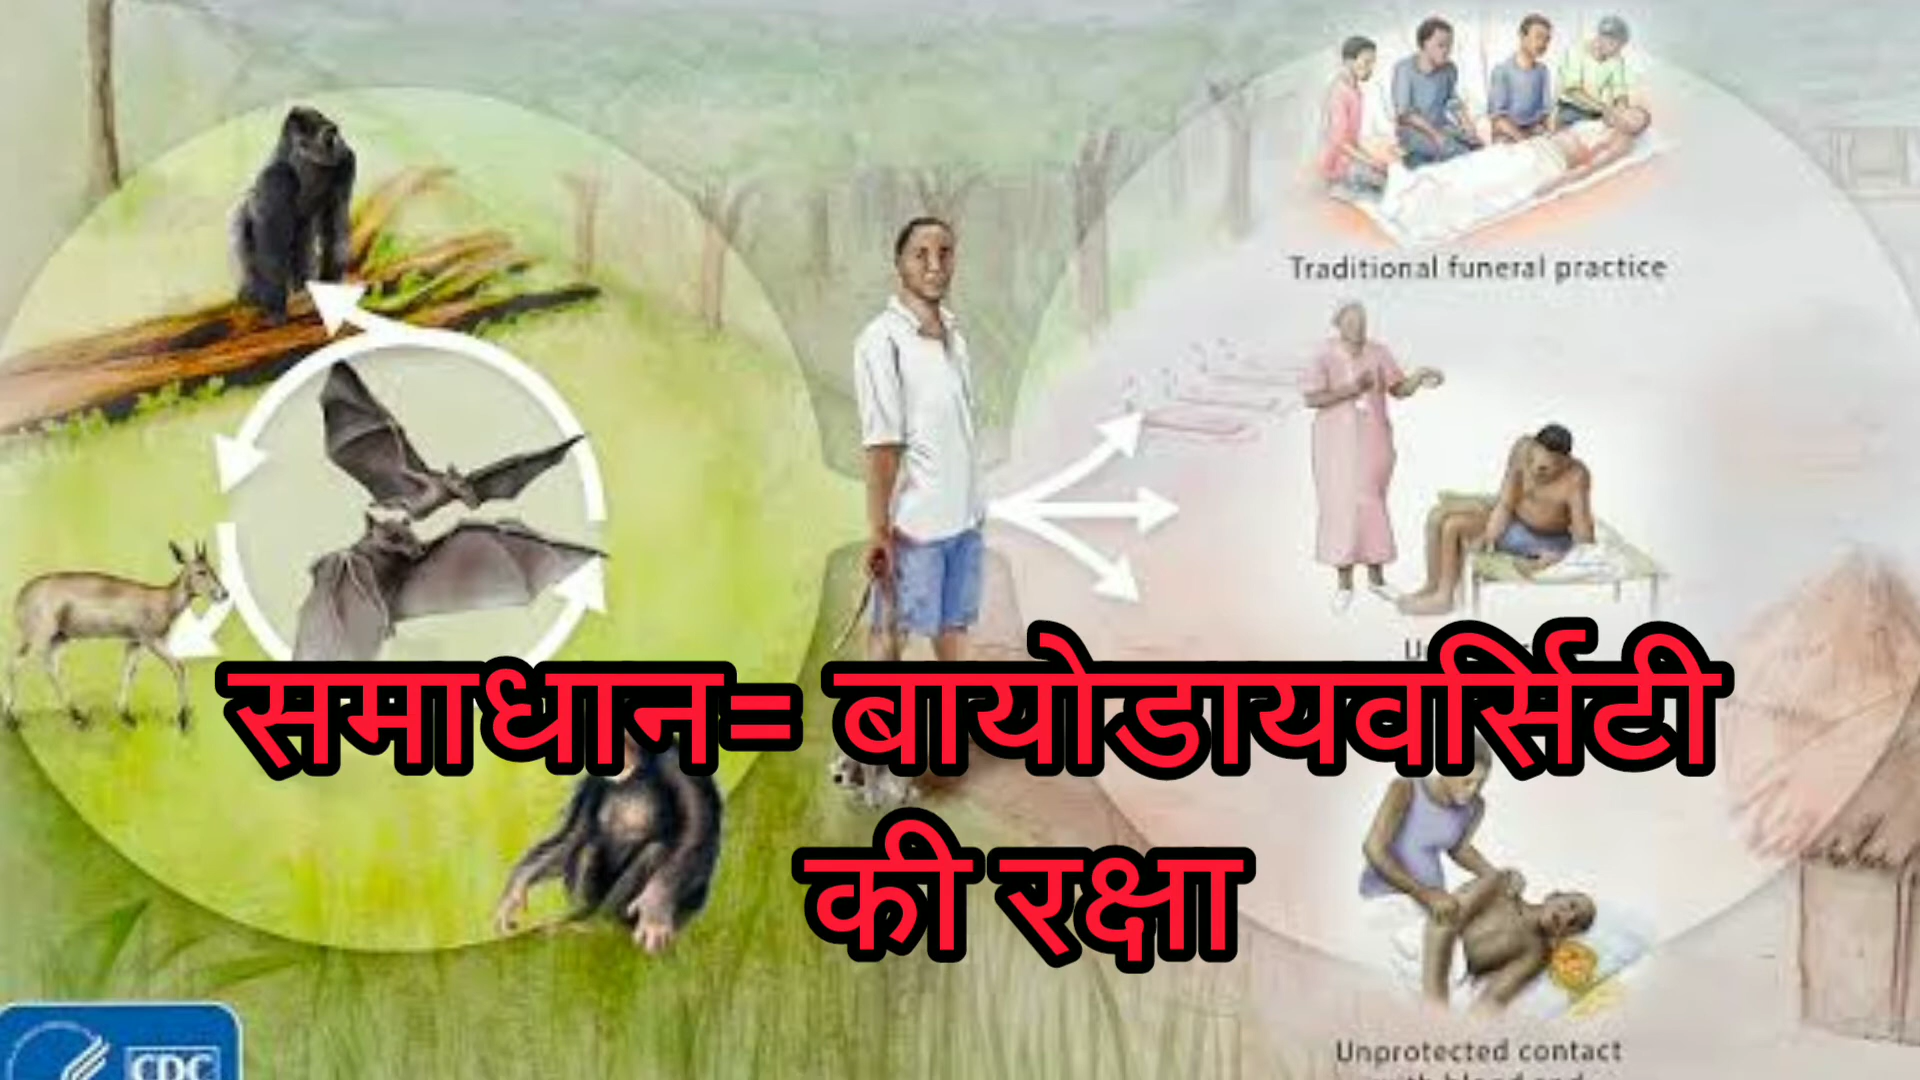 Traditional funeral practice
समाधान= बायोडायवर्सिटी
की रक्षा
Unprotected contact
CDC